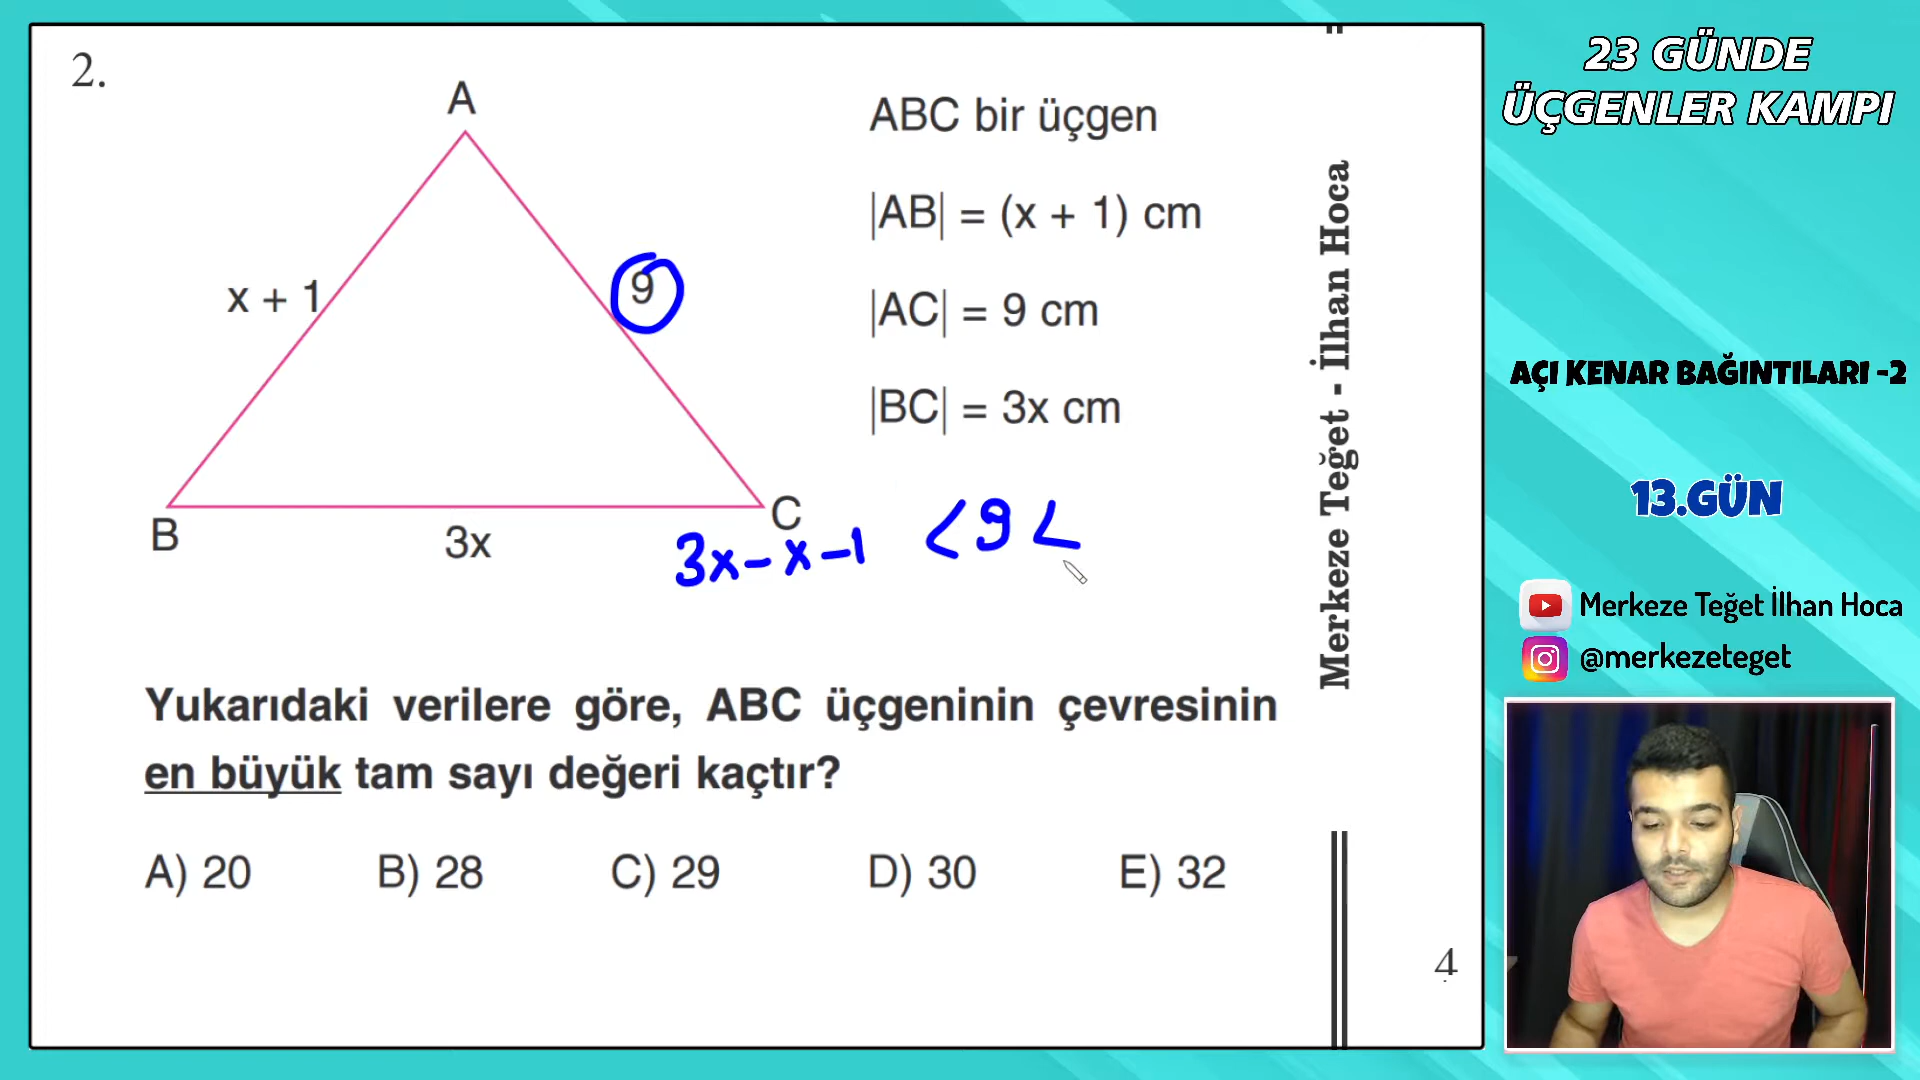 2.
A
x + 1
9
B
3x
C
ABC bir üçgen
|AB| = (x + 1) cm
|AC| = 9 cm
|BC| = 3x cm
3x-x-1 <9<
Yukarıdaki verilere göre, ABC üçgeninin çevresinin
en büyük tam sayı değeri kaçtır?
A) 20 B) 28 C) 29 D) 30 E) 32
Merkeze Teğet - İlhan Hoca
4
23 GÜNDE
ÜÇGENLER KAMPI
AÇI KENAR BAĞINTILARI -2
13.GÜN
Merkeze Teğet İlhan Hoca
@merkezeteget